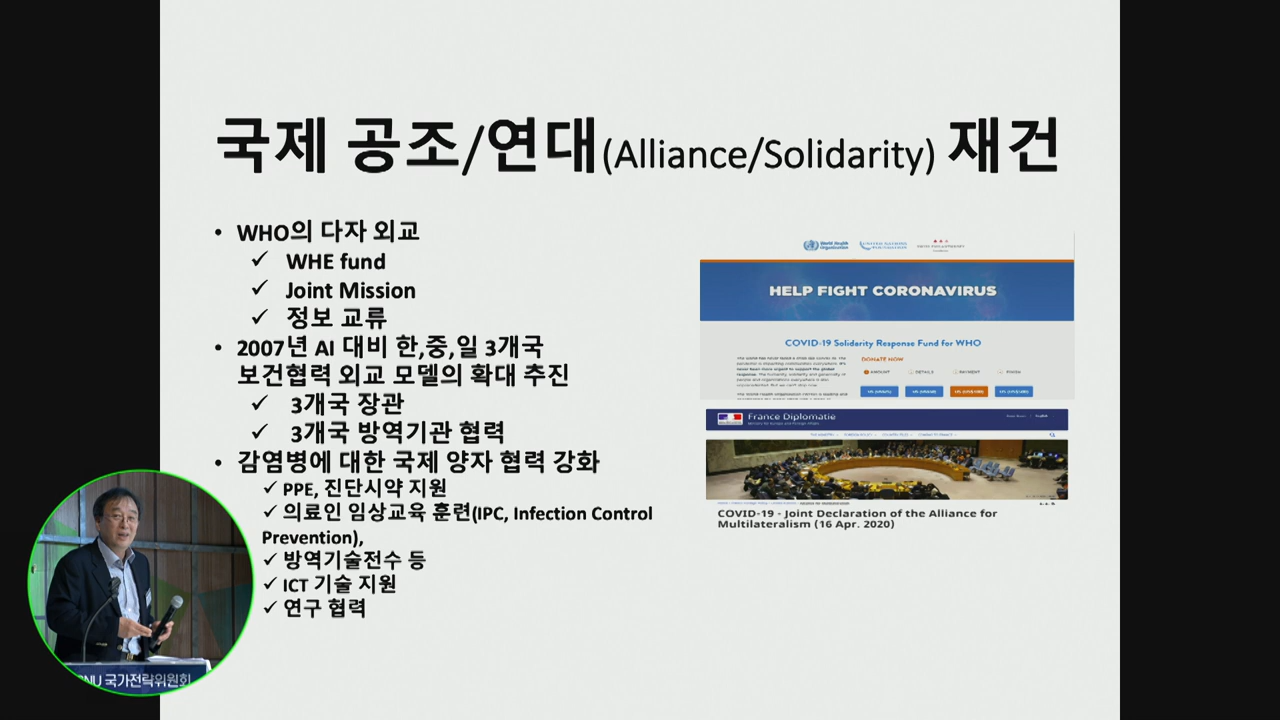 국제 공조/연대(Alliance/Solidarity) 재건
• WHO의 다자 외교
✓ WHE fund
✓ Joint Mission
✓ 정보 교류
• 2007년 AI 대비 한,중,일 3개국
보건협력 외교 모델의 확대 추진
✓ 3개국 장관
✓ 3개국 방역기관 협력
• 감염병에 대한 국제 양자 협력 강화
✓ PPE, 진단시약 지원
✓ 의료인 임상교육 훈련(IPC, Infection Control
Prevention),
✓ 방역기술전수 등
✓ ICT 기술 지원
✓ 연구 협력
World Health
Organization
HELP FIGHT CORONAVIRUS
COVID-19 Solidarity Response Fund for WHO
DONATE NOW
AMOUNT DETAILS PAYMENT FINISH
France Diplomatie
COVID-19 - Joint Declaration of the Alliance for
Multilateralism (16 Apr. 2020)
국가전략위원회